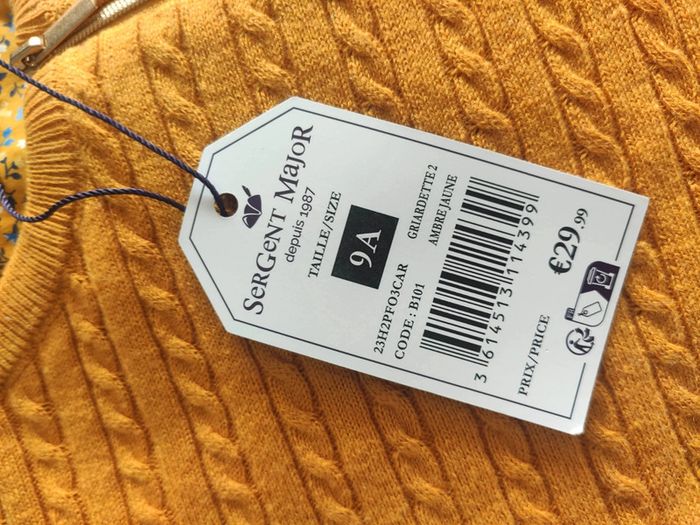 SeRGeNT MaJoR
depuis 1987
TAILLE/SIZE
9A
23H2PFO3CAR GRIARDETTE 2
CODE : B101 AMBRE JAUNE
3 614513 114399
PRIX/PRICE €29.99